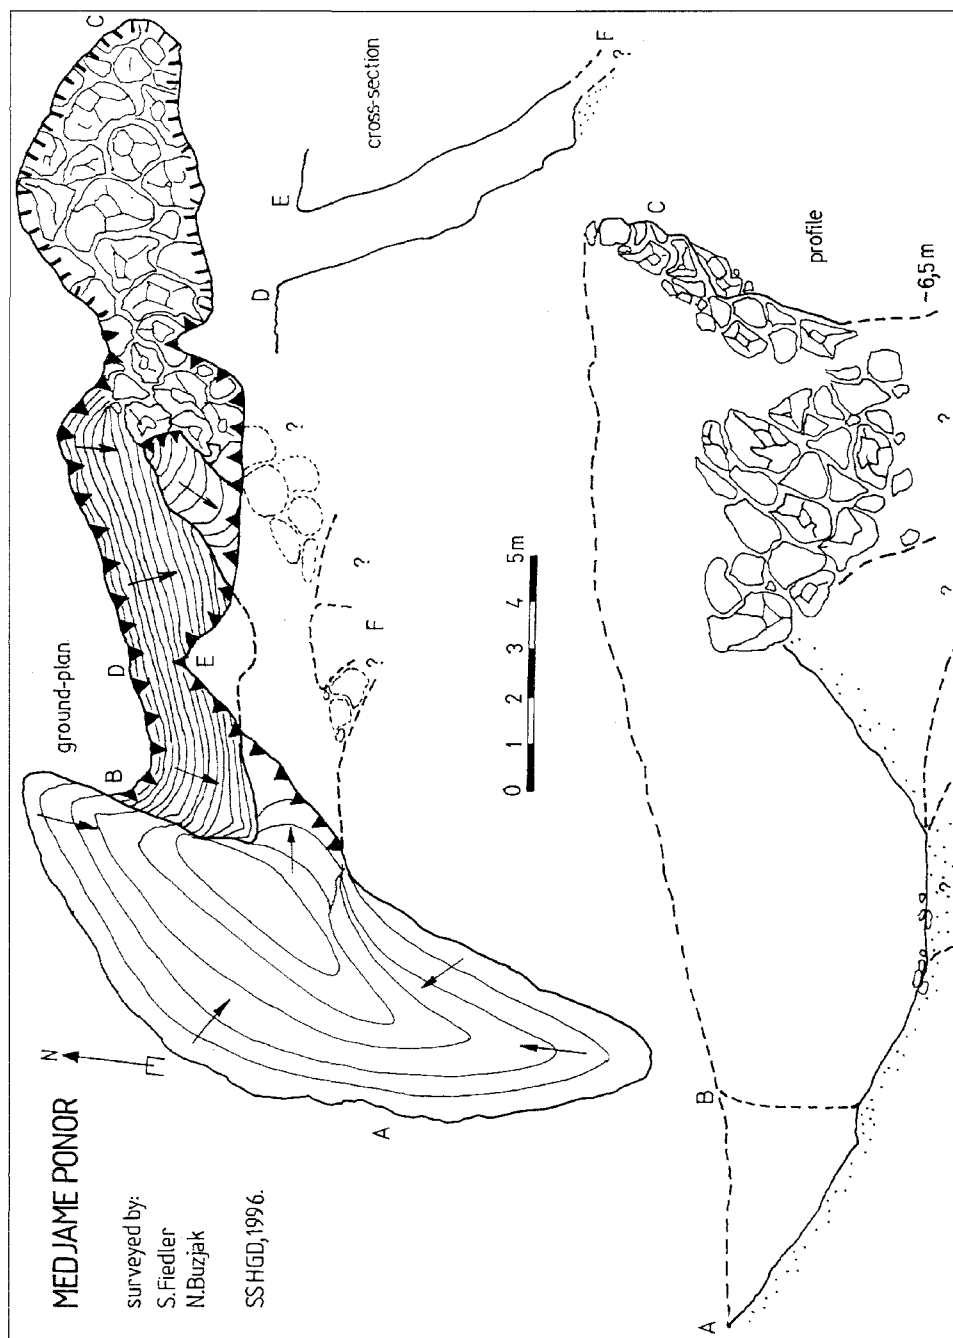 MEDJAME PONOR
surveyed by:
S.Fiedler
N.Buzjak
SSHGD,1996.
N
ground-plan
A
B
D
E
C
F
?
?
?
0 1 2 3 4 5m
cross-section
D
E
F
?
profile
A
B
C
~6,5m
?
?
?